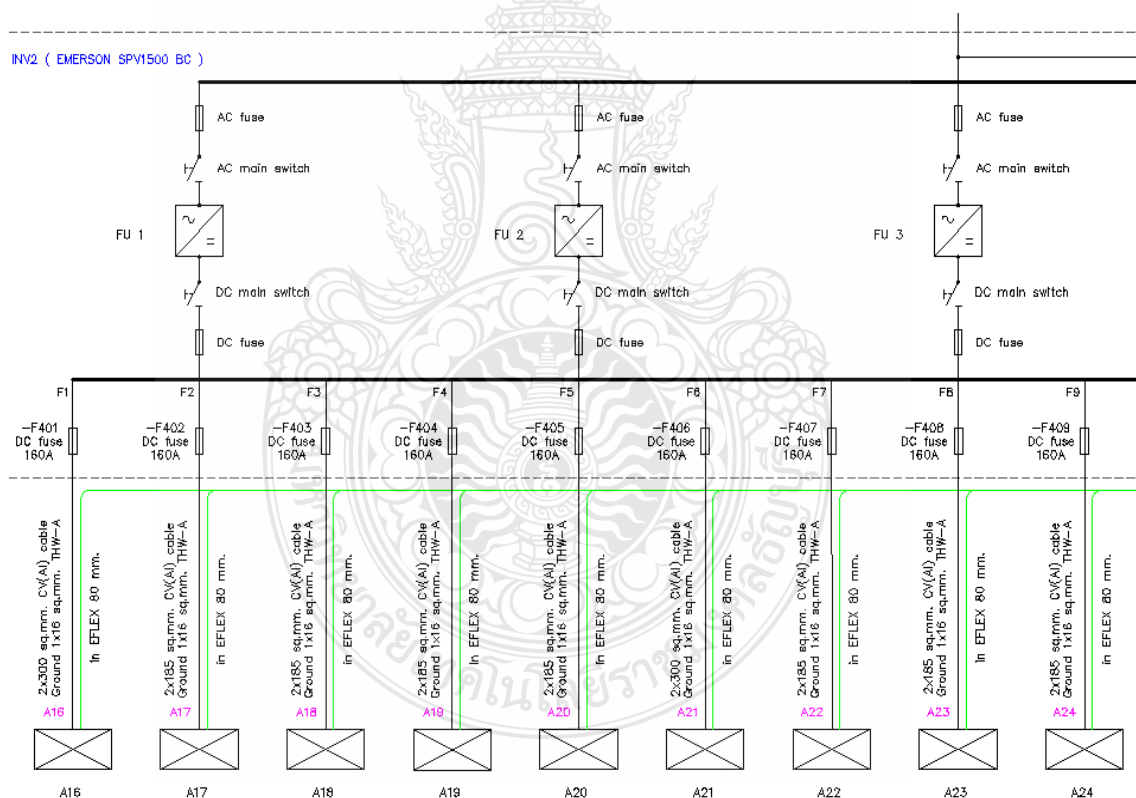 INV2 ( EMERSON SPV1500 BC )
AC fuse
AC fuse
AC fuse
AC main switch
AC main switch
AC main switch
FU 1
FU 2
FU 3
DC main switch
DC main switch
DC main switch
DC fuse
DC fuse
DC fuse
F1
F2
F3
F4
F5
F6
F7
F8
F9
-F401
DC fuse
160A
-F402
DC fuse
160A
-F403
DC fuse
160A
-F404
DC fuse
160A
-F405
DC fuse
160A
-F406
DC fuse
160A
-F407
DC fuse
160A
-F408
DC fuse
160A
-F409
DC fuse
160A
2x300 sq.mm. CV(Al) cable
Ground 1x16 sq.mm. THW-A
In EFLEX 80 mm.
2x185 sq.mm. CV(Al) cable
Ground 1x16 sq.mm. THW-A
in EFLEX 80 mm.
2x185 sq.mm. CV(Al) cable
Ground 1x16 sq.mm. THW-A
in EFLEX 80 mm.
2x185 sq.mm. CV(Al) cable
Ground 1x16 sq.mm. THW-A
In EFLEX 80 mm.
2x185 sq.mm. CV(Al) cable
Ground 1x16 sq.mm. THW-A
in EFLEX 80 mm.
2x300 sq.mm. CV(Al) cable
Ground 1x16 sq.mm. THW-A
in EFLEX 80 mm.
2x185 sq.mm. CV(Al) cable
Ground 1x16 sq.mm. THW-A
in EFLEX 80 mm.
2x185 sq.mm. CV(Al) cable
Ground 1x16 sq.mm. THW-A
In EFLEX 80 mm.
2x185 sq.mm. CV(Al) cable
Ground 1x16 sq.mm. THW-A
in EFLEX 80 mm.
A16
A17
A18
A19
A20
A21
A22
A23
A24
A16
A17
A18
A19
A20
A21
A22
A23
A24